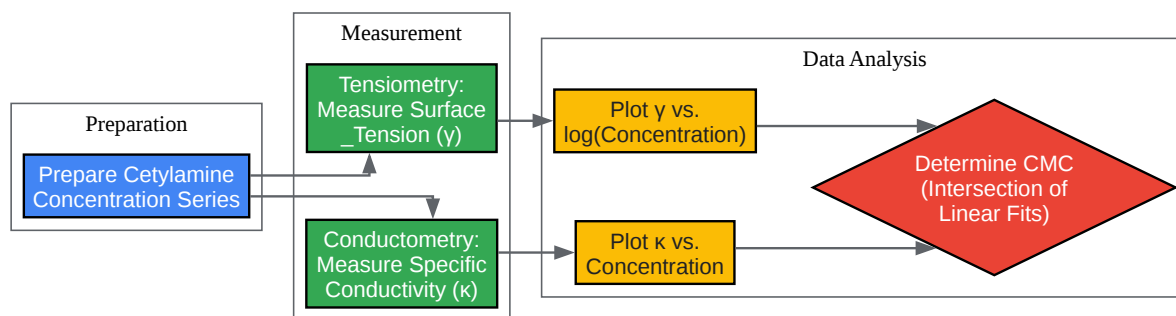 Preparation
Prepare Cetylamine
Concentration Series
Measurement
Tensiometry:
Measure Surface
_Tension (γ)
Conductometry:
Measure Specific
Conductivity (κ)
Data Analysis
Plot γ vs.
log(Concentration)
Plot κ vs.
Concentration
Determine CMC
(Intersection of
Linear Fits)